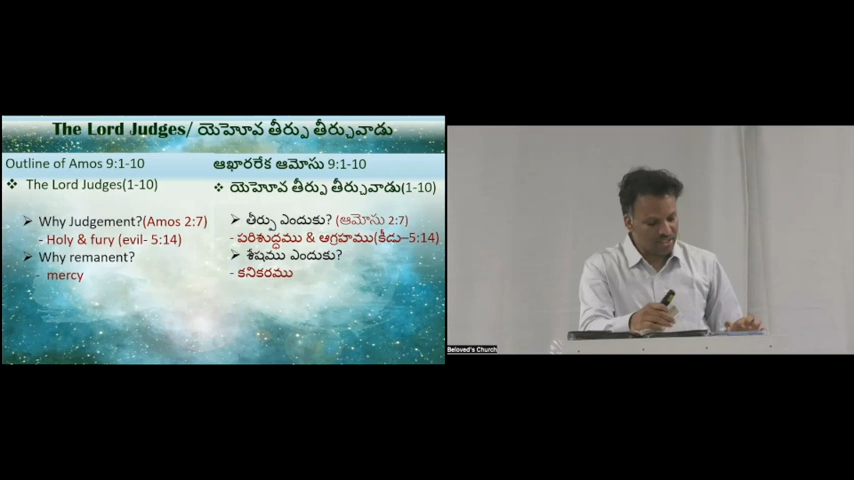 The Lord Judges/ యెహోవ తీర్పు తీర్చువాడు
Outline of Amos 9:1-10
❖ The Lord Judges(1-10)
➢ Why Judgement?(Amos 2:7)
- Holy & fury (evil- 5:14)
➢ Why remanent?
- mercy
ఆఖారరేక ఆమోసు 9:1-10
❖ యెహోవ తీర్పు తీర్చువాడు(1-10)
➢ తీర్పు ఎందుకు? (ఆమోసు 2:7)
- పరిశుద్ధము & ఆగ్రహము(కీడు–5:14)
➢ శేషము ఎందుకు?
- కనికరము
Beloved's Church